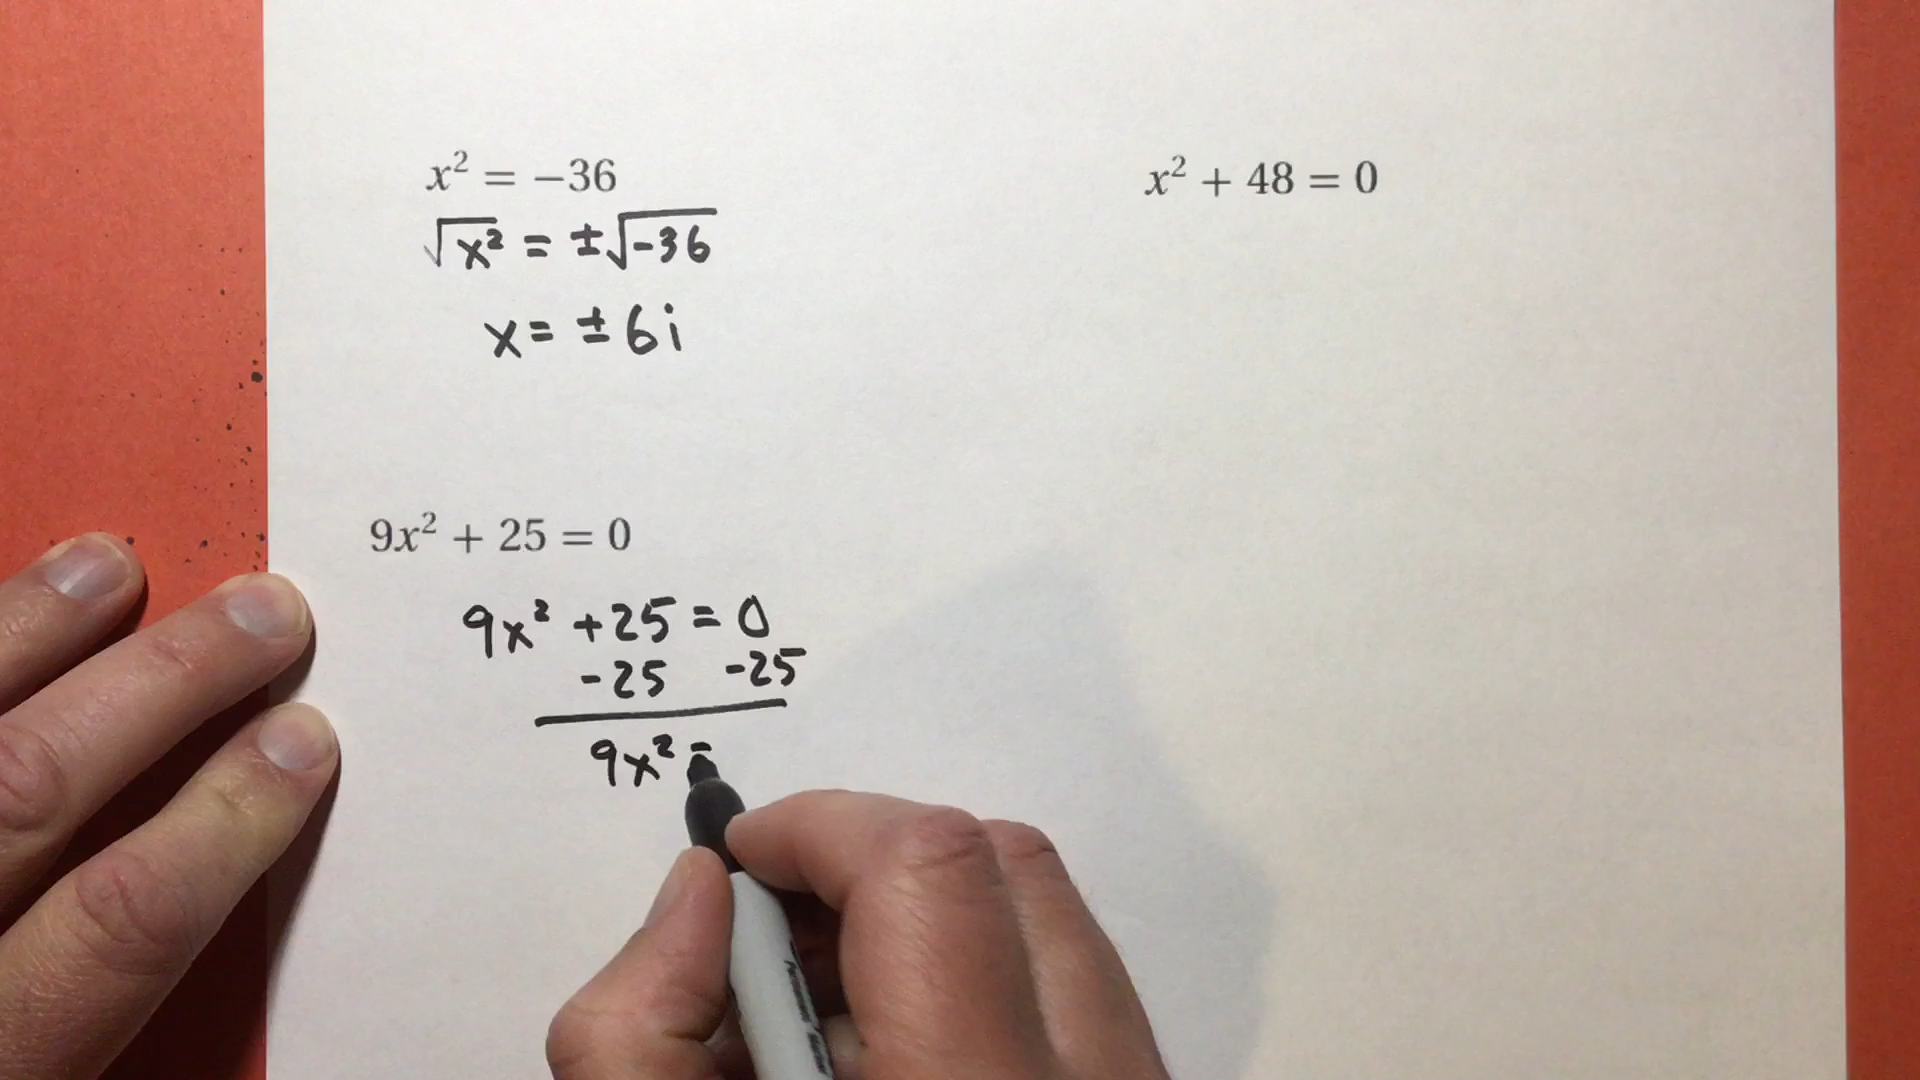 x² = −36
√x² = ±√-36
x = ±6i
x² + 48 = 0
9x² + 25 = 0
9x² +25 = 0
-25 -25
9x² =